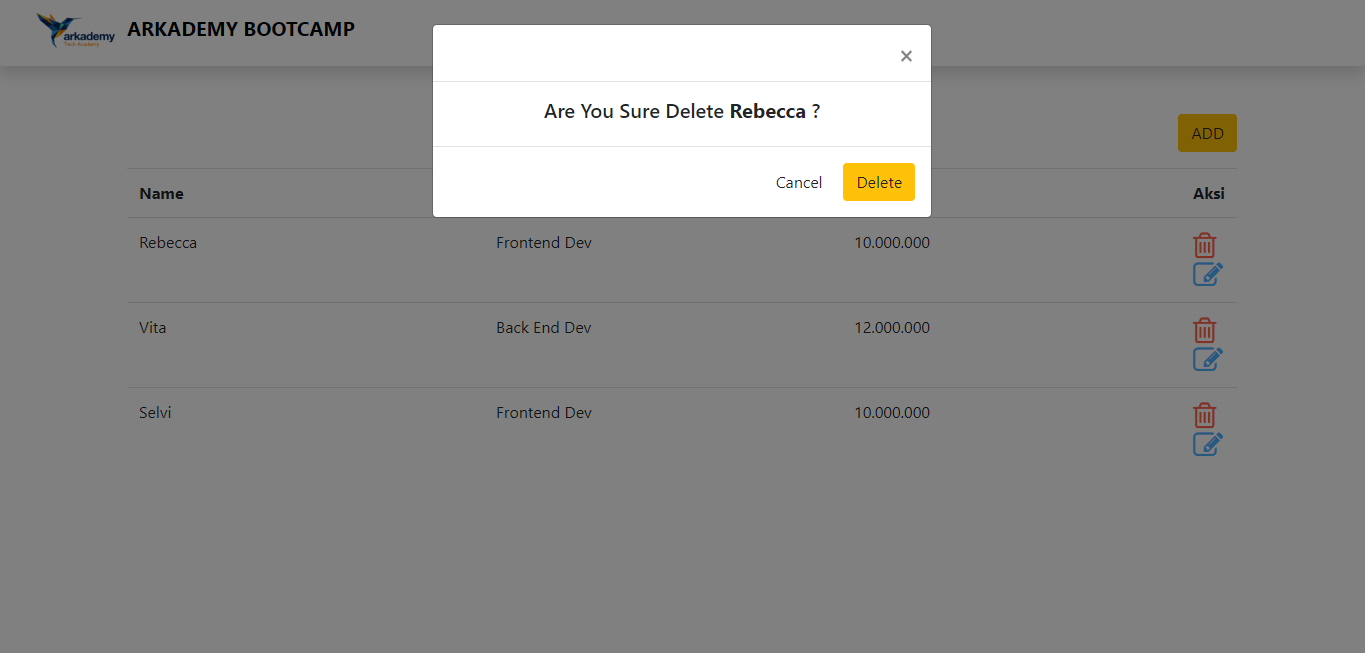 arkademy
Tech Academy
ARKADEMY BOOTCAMP
×
Are You Sure Delete Rebecca ?
Cancel Delete
ADD
Name Aksi
Rebecca Frontend Dev 10.000.000
Vita Back End Dev 12.000.000
Selvi Frontend Dev 10.000.000